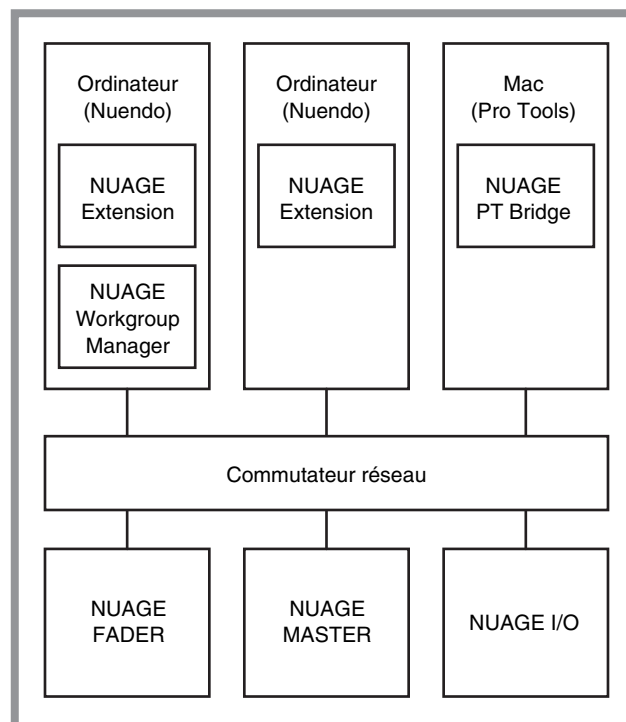 Ordinateur
(Nuendo)
NUAGE
Extension
NUAGE
Workgroup
Manager
Ordinateur
(Nuendo)
NUAGE
Extension
Mac
(Pro Tools)
NUAGE
PT Bridge
Commutateur réseau
NUAGE
FADER
NUAGE
MASTER
NUAGE I/O